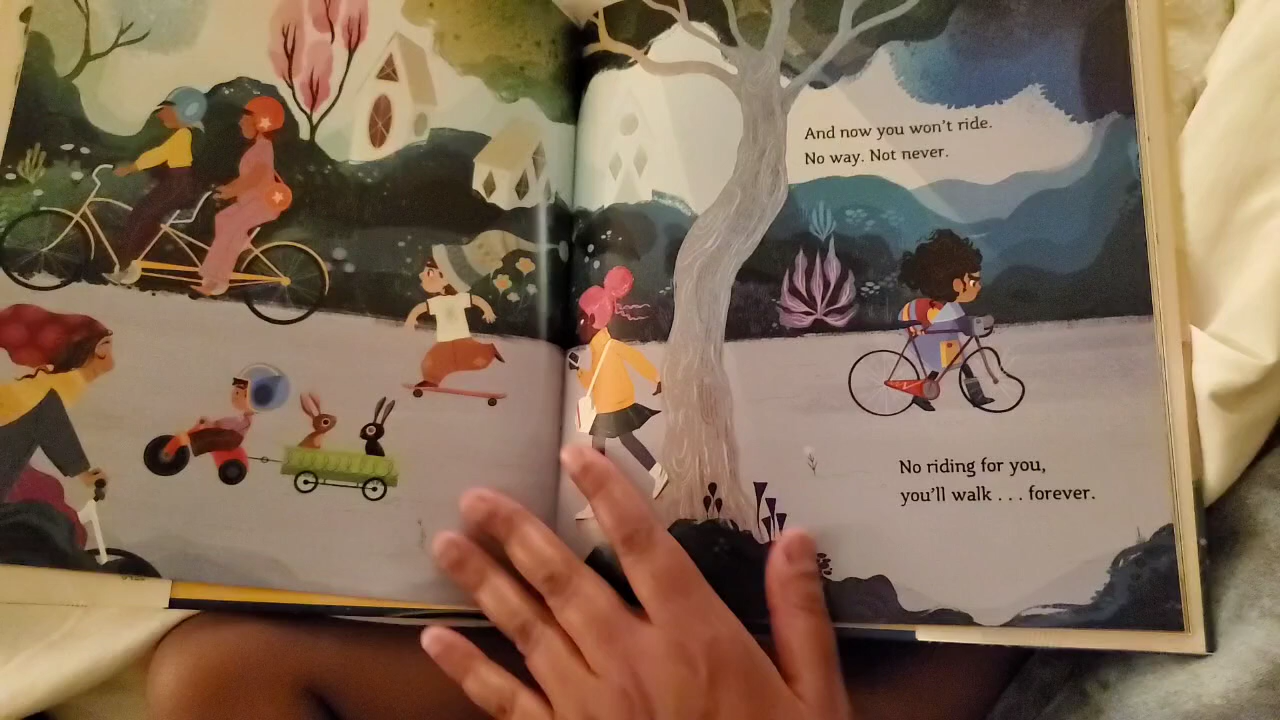 And now you won't ride.
No way. Not never.
No riding for you,
you'll walk . . . forever.